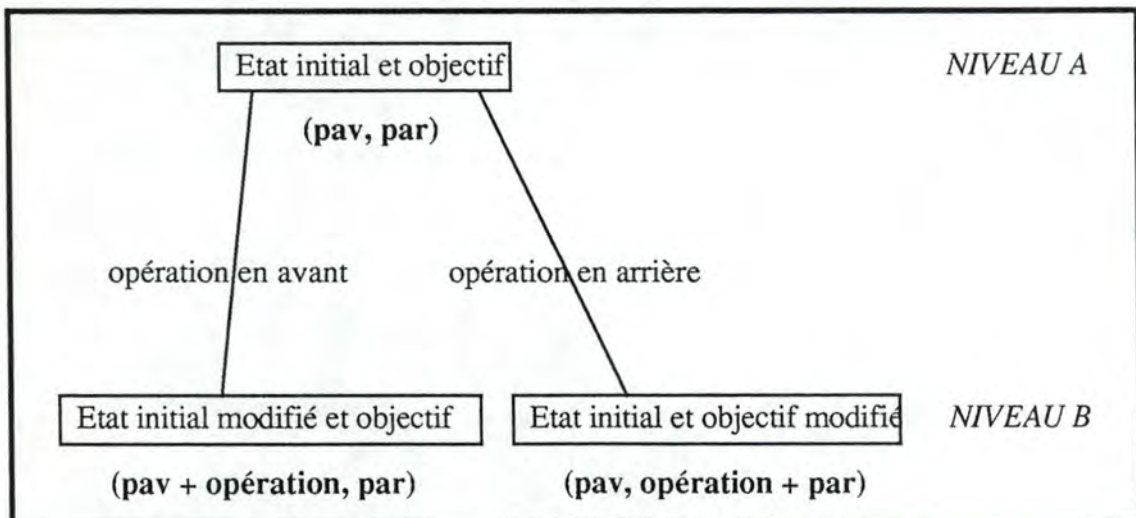 Etat initial et objectif
NIVEAU A
(pav, par)
opération en avant
opération en arrière
Etat initial modifié et objectif
Etat initial et objectif modifié
NIVEAU B
(pav + opération, par)
(pav, opération + par)